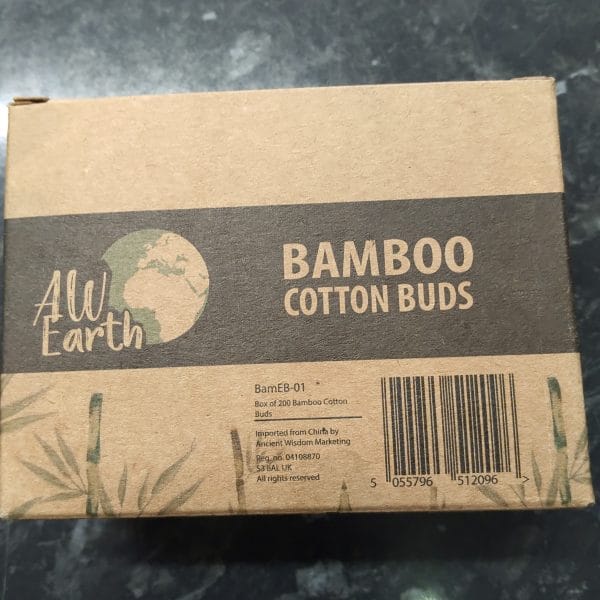 AW
Earth
BAMBOO
COTTON BUDS
BamEB-01
Box of 200 Bamboo Cotton
Buds
Imported from China by
Ancient Wisdom Marketing
Reg. no. 04108870
S3 8AL UK
All rights reserved
5 055796 512096 >